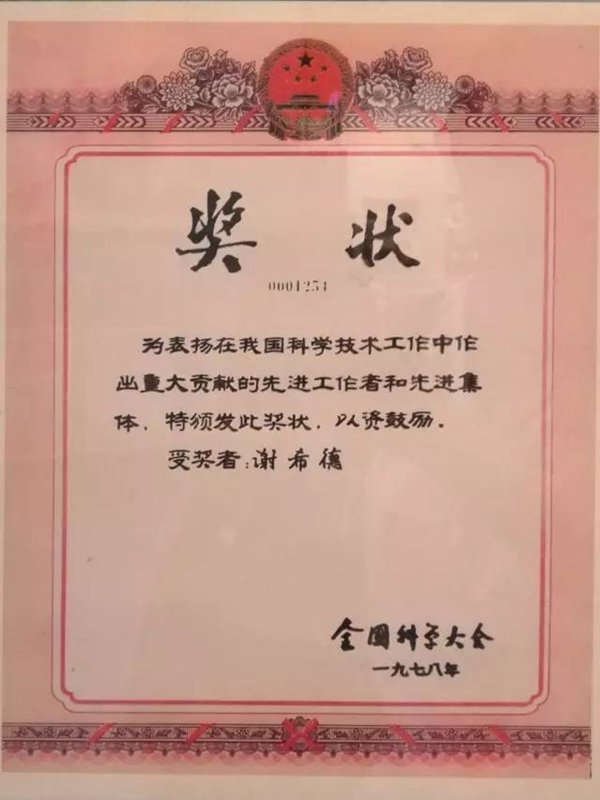 奖状
0001254
为表扬在我国科学技术工作中作
出重大贡献的先进工作者和先进集
体，特颁发此奖状，以资鼓励。
受奖者：谢希德
全国科学大会
一九七八年